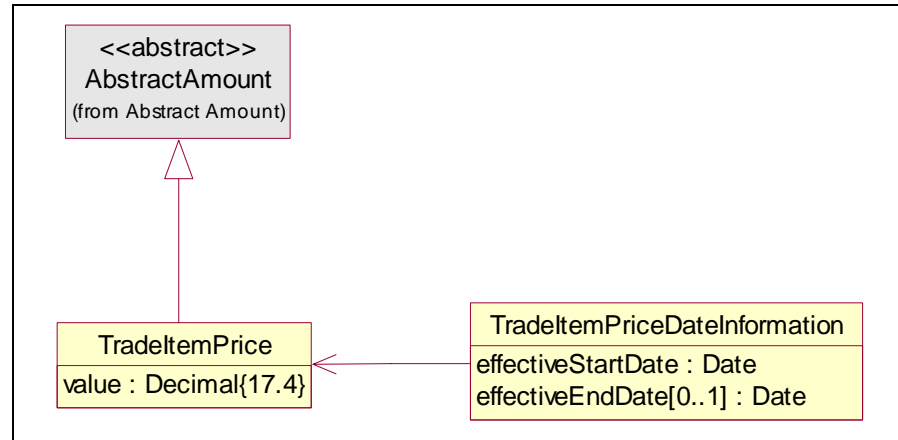 <<abstract>>
AbstractAmount
(from Abstract Amount)
TradeItemPrice
value : Decimal{17.4}
TradeItemPriceDateInformation
effectiveStartDate : Date
effectiveEndDate[0..1] : Date